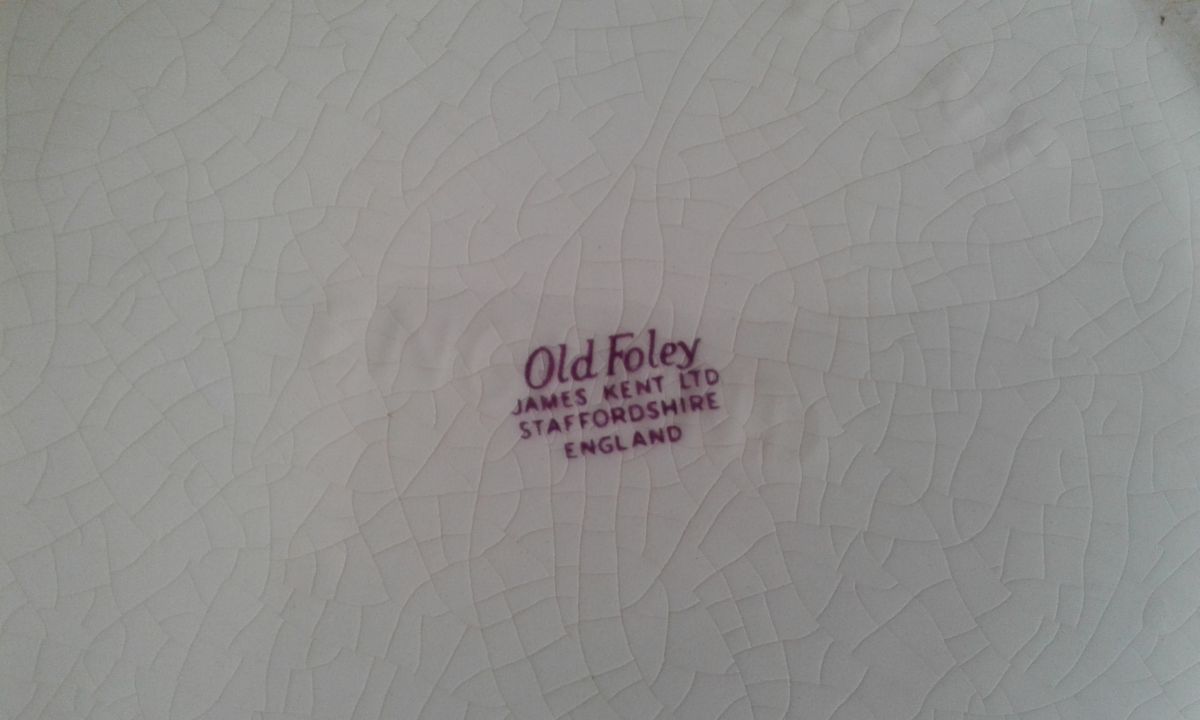 Old Foley
JAMES KENT LTD
STAFFORDSHIRE
ENGLAND